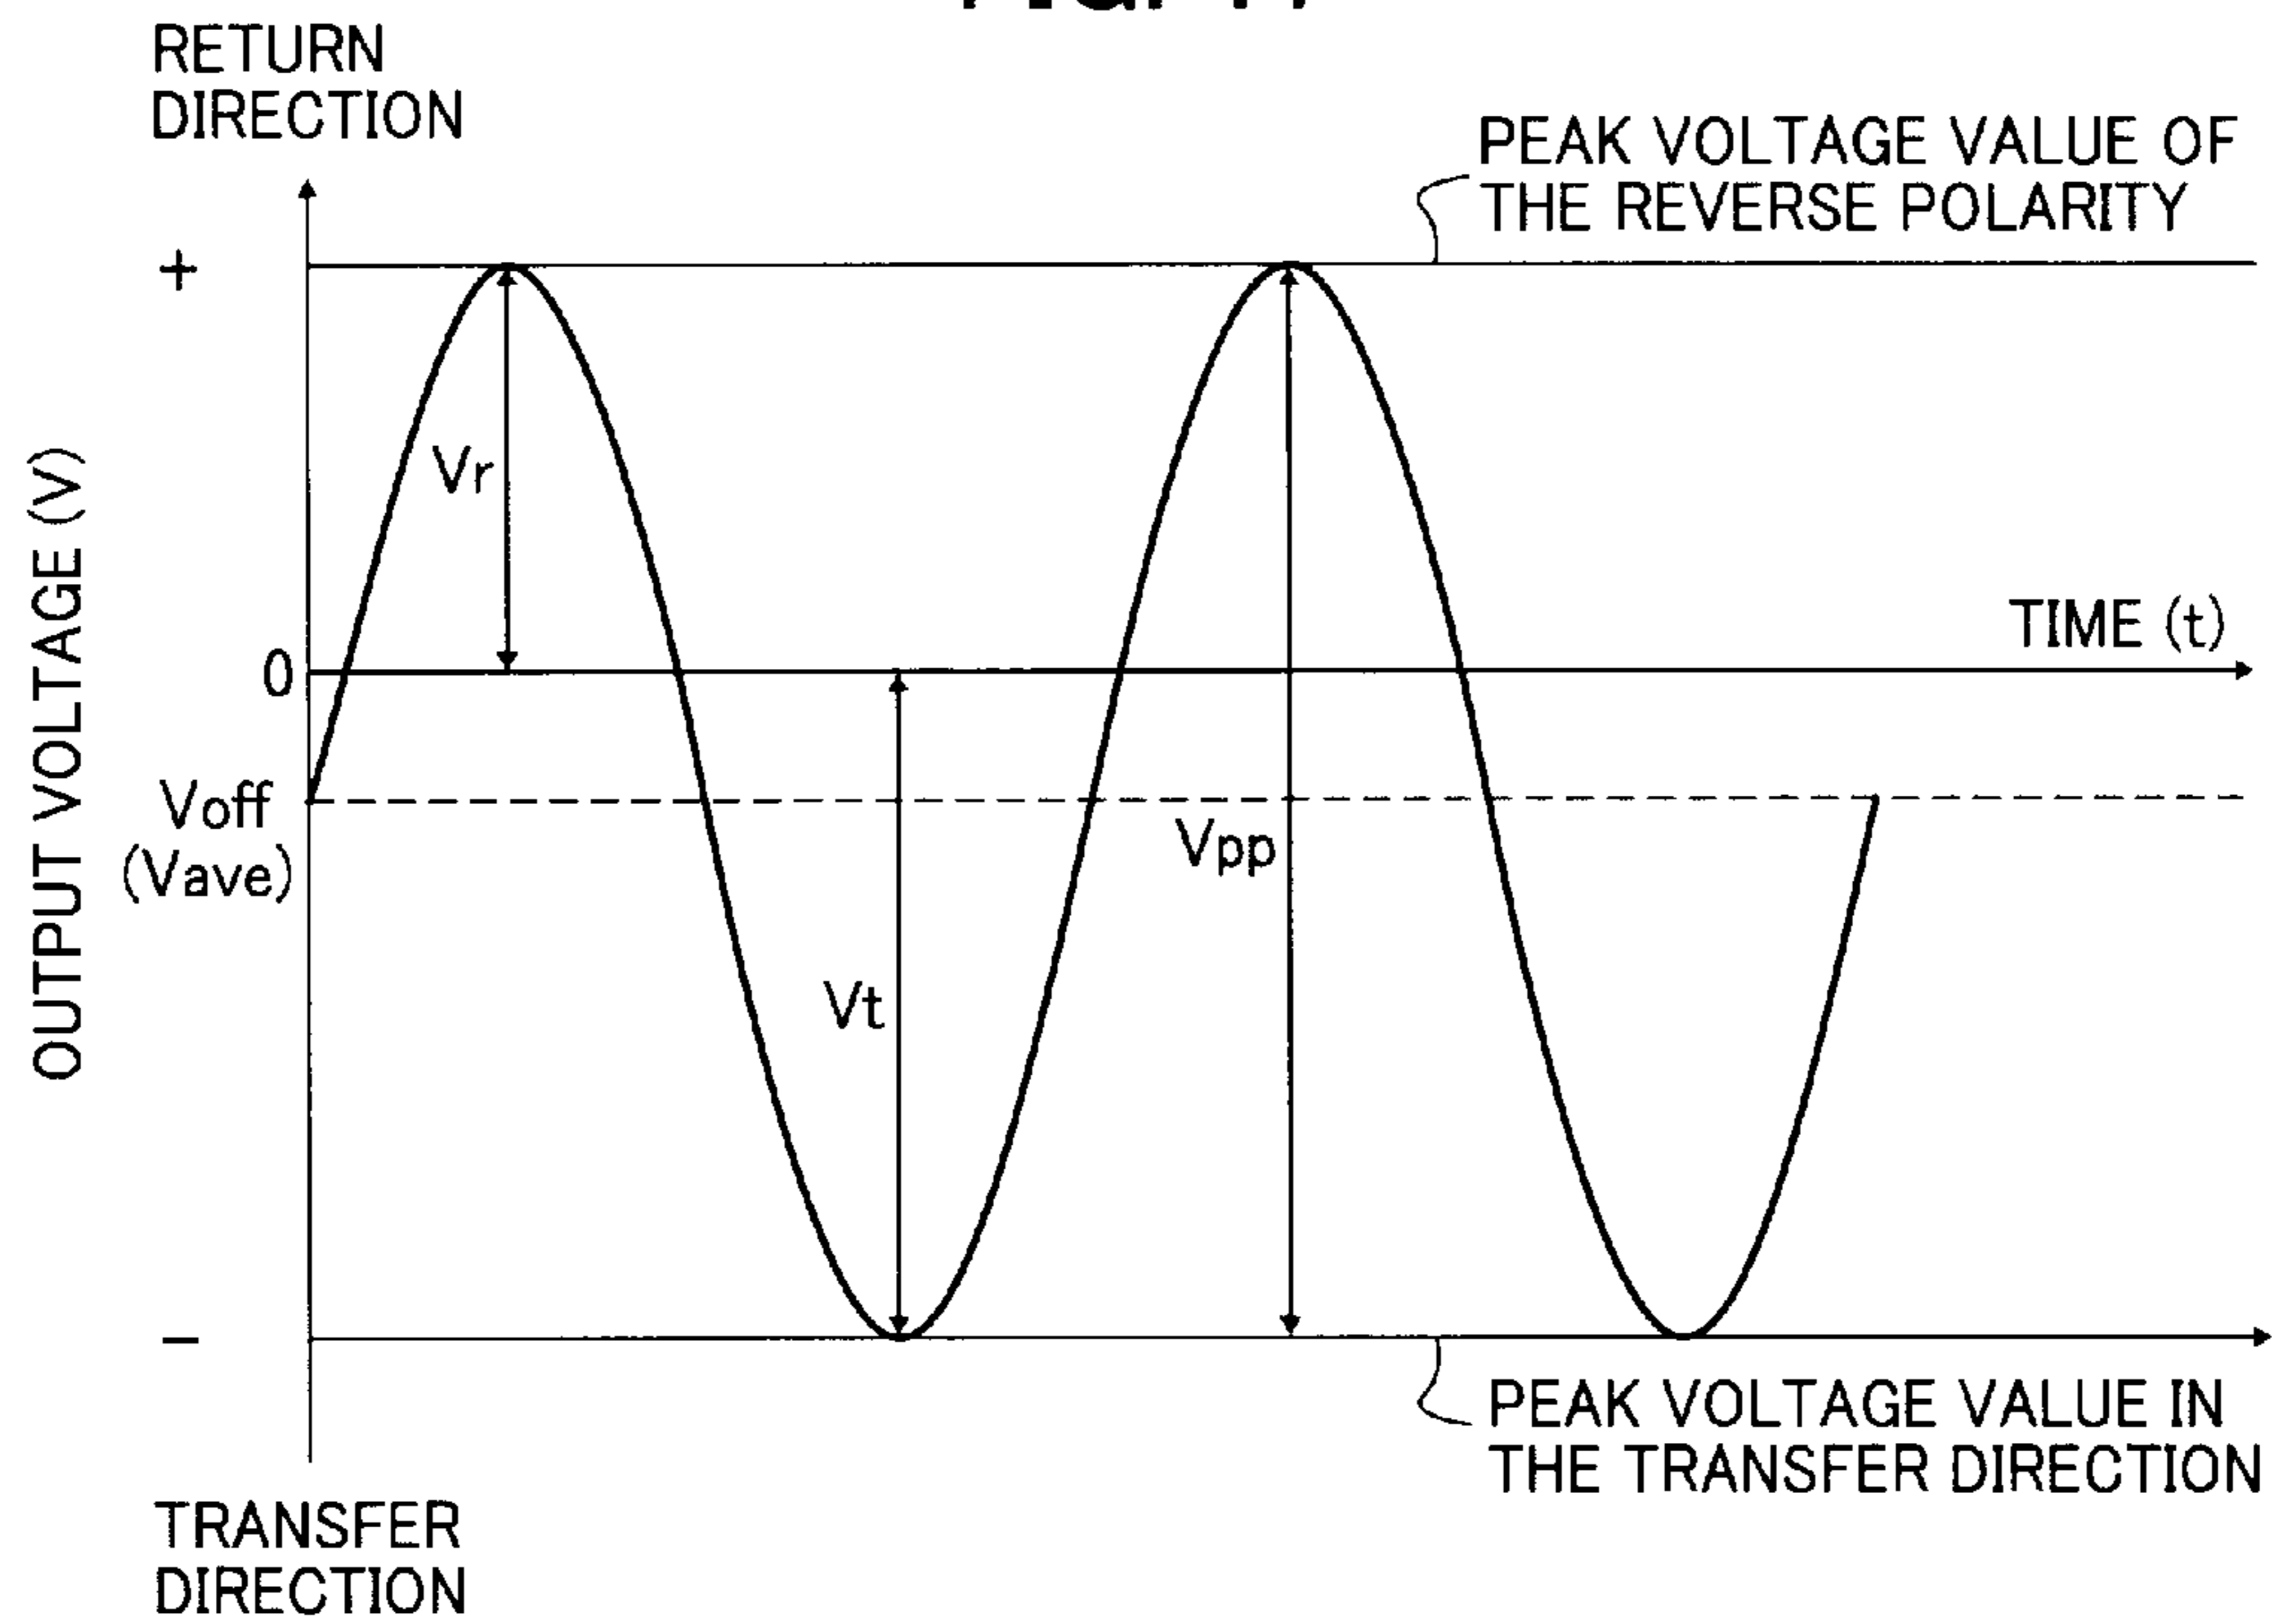 RETURN
DIRECTION
PEAK VOLTAGE VALUE OF
THE REVERSE POLARITY
+
Vr
OUTPUT VOLTAGE (V)
TIME (t)
0
Voff
(Vave)
Vpp
Vt
−
PEAK VOLTAGE VALUE IN
THE TRANSFER DIRECTION
TRANSFER
DIRECTION